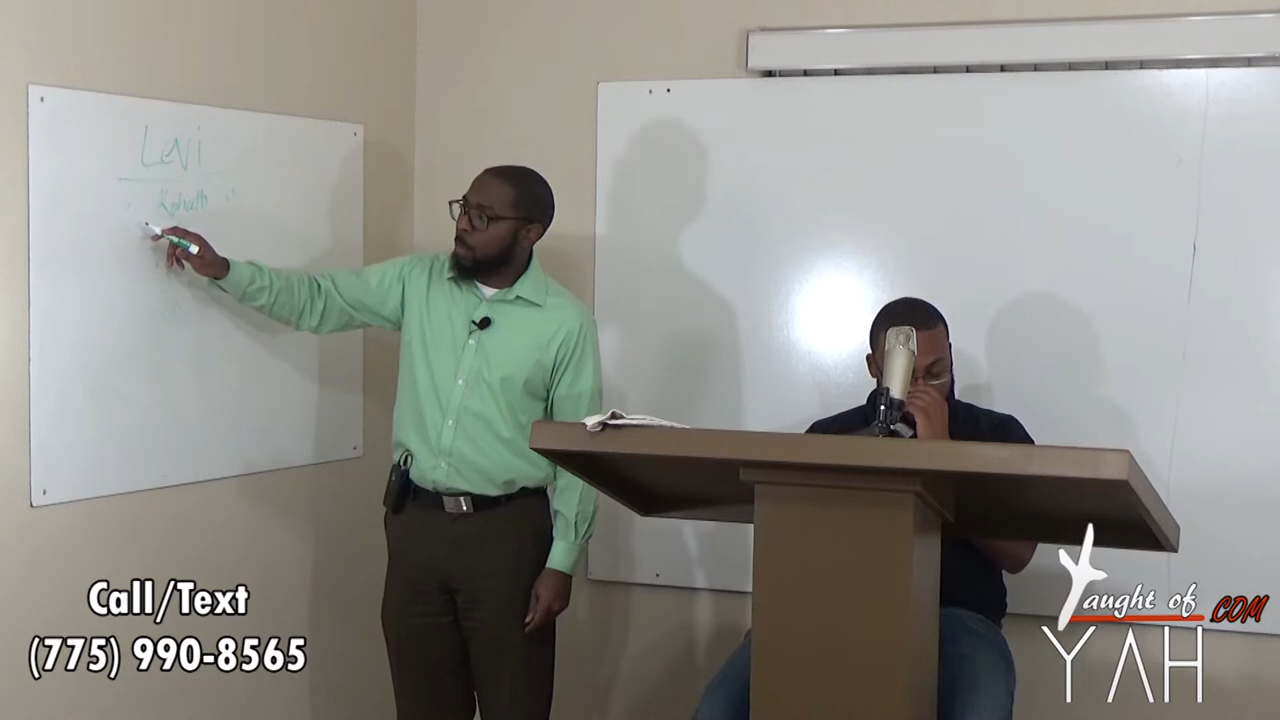 Levi
Kohath
Call/Text
(775) 990-8565
Taught of .COM
YAH